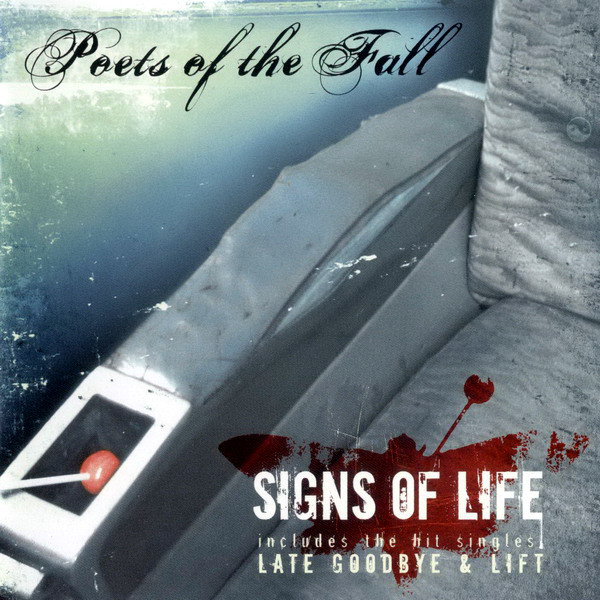 Poets of the Fall
SIGNS OF LIFE
includes the hit singles
LATE GOODBYE & LIFT